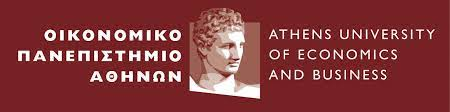 ΟΙΚΟΝΟΜΙΚΟ
ΠΑΝΕΠΙΣΤΗΜΙΟ
ΑΘΗΝΩΝ
ATHENS UNIVERSITY
OF ECONOMICS
AND BUSINESS